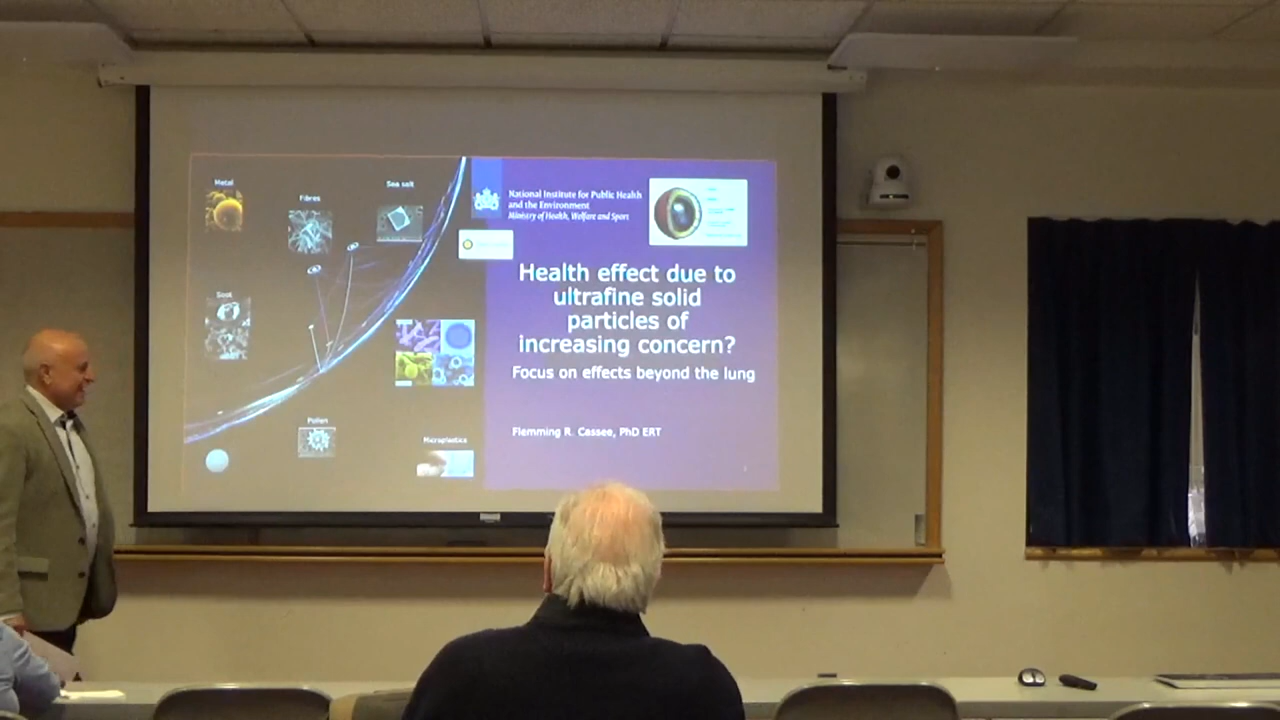 Metal
Fibres
Sea salt
Soot
Pollen
Microplastics
National Institute for Public Health
and the Environment
Ministry of Health, Welfare and Sport
Health effect due to
ultrafine solid
particles of
increasing concern?
Focus on effects beyond the lung
Flemming R. Cassee, PhD ERT